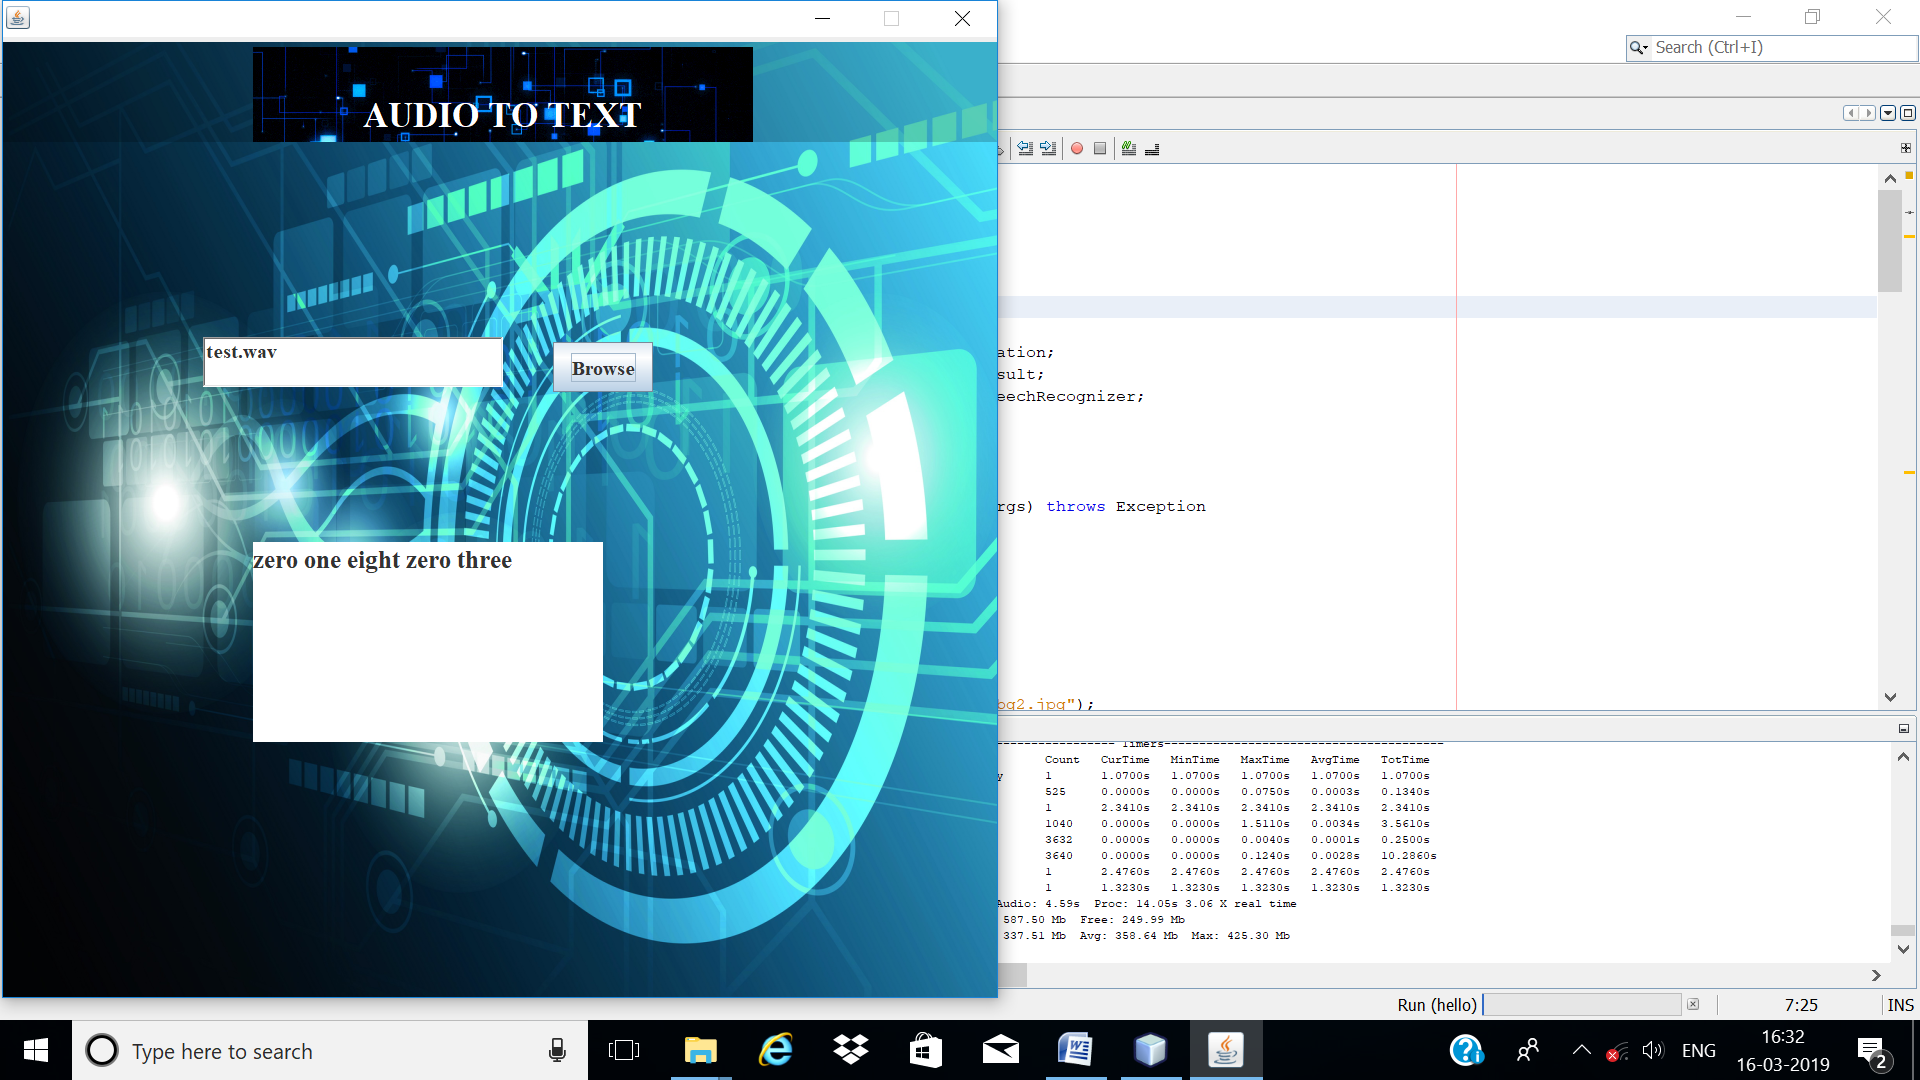 AUDIO TO TEXT
test.wav
Browse
zero one eight zero three
Search (Ctrl+I)
ation;
sult;
eechRecognizer;
rgs) throws Exception
bg2.jpg");
Timers
Count CurTime MinTime MaxTime AvgTime TotTime
y 1 1.0700s 1.0700s 1.0700s 1.0700s 1.0700s
525 0.0000s 0.0000s 0.0750s 0.0003s 0.1340s
1 2.3410s 2.3410s 2.3410s 2.3410s 2.3410s
1040 0.0000s 0.0000s 1.5110s 0.0034s 3.5610s
3632 0.0000s 0.0000s 0.0040s 0.0001s 0.2500s
3640 0.0000s 0.0000s 0.1240s 0.0028s 10.2860s
1 2.4760s 2.4760s 2.4760s 2.4760s 2.4760s
1 1.3230s 1.3230s 1.3230s 1.3230s 1.3230s
Audio: 4.59s Proc: 14.05s 3.06 X real time
587.50 Mb Free: 249.99 Mb
337.51 Mb Avg: 358.64 Mb Max: 425.30 Mb
Run (hello)
7:25
INS
Type here to search
ENG
16:32
16-03-2019
2